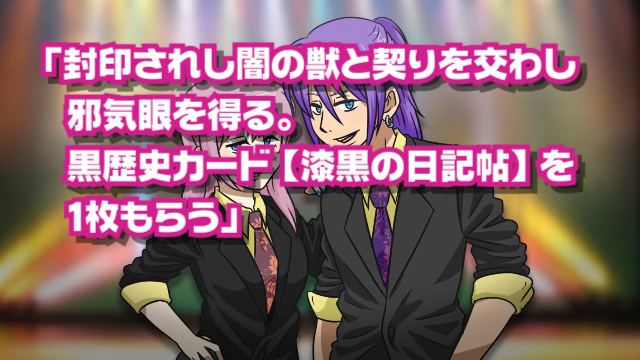 「封印されし闇の獣と契りを交わし
邪気眼を得る。
黒歴史カード【漆黒の日記帖】を
1枚もらう」